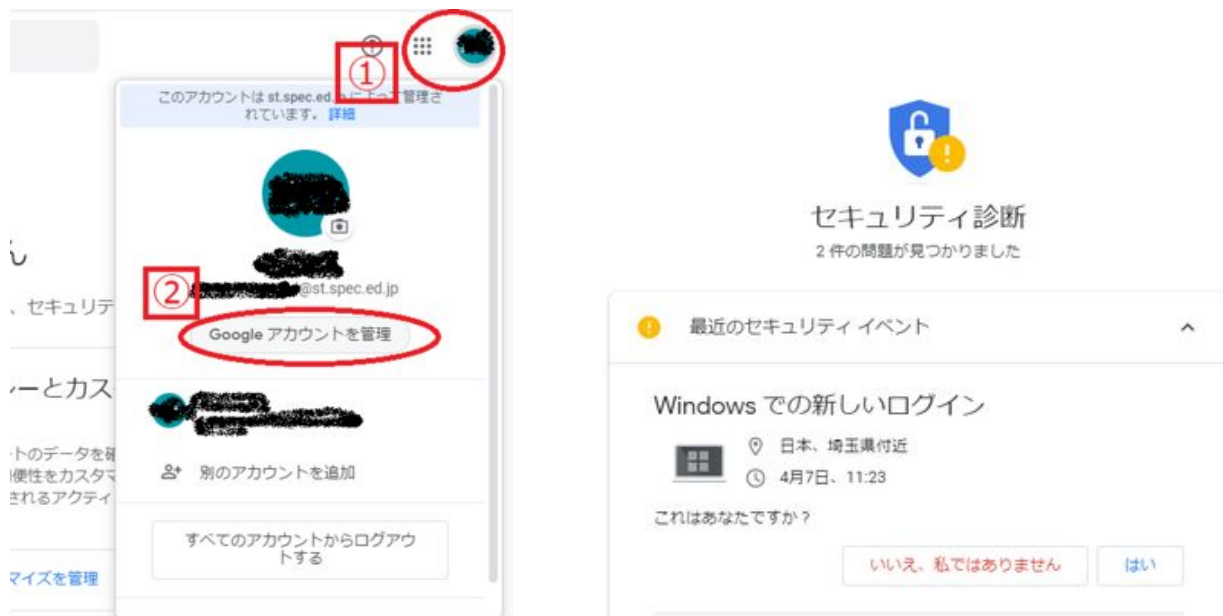 ①
このアカウントは st.spec.ed. によって管理さ
れています。 詳細
ん
②
@st.spec.ed.jp
、セキュリテ
Google アカウントを管理
ーとカス
トのデータを確
便性をカスタマ
されるアクティ
別のアカウントを追加
すべてのアカウントからログアウ
トする
マイズを管理
セキュリティ診断
2 件の問題が見つかりました
最近のセキュリティ イベント
Windows での新しいログイン
日本、埼玉県付近
4月7日、11:23
これはあなたですか？
いいえ、私ではありません
はい